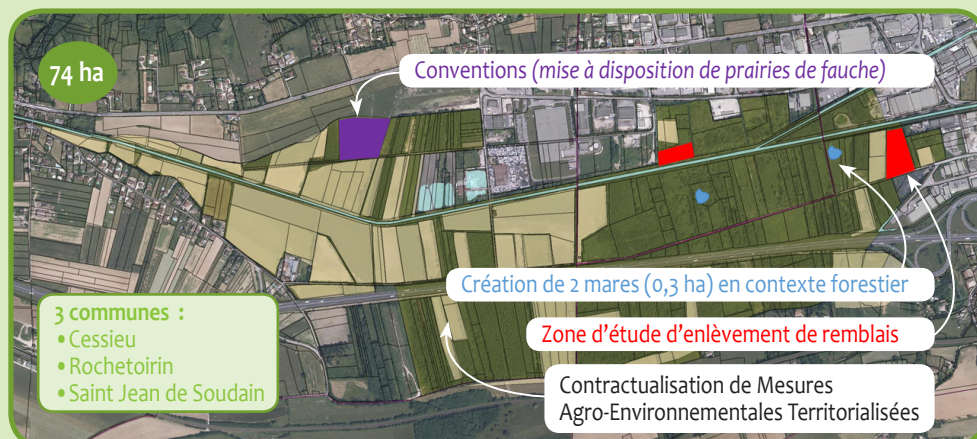 74 ha
Conventions (mise à disposition de prairies de fauche)
Création de 2 mares (0,3 ha) en contexte forestier
Zone d'étude d'enlèvement de remblais
Contractualisation de Mesures
Agro-Environnementales Territorialisées
3 communes :
• Cessieu
• Rochetoirin
• Saint Jean de Soudain